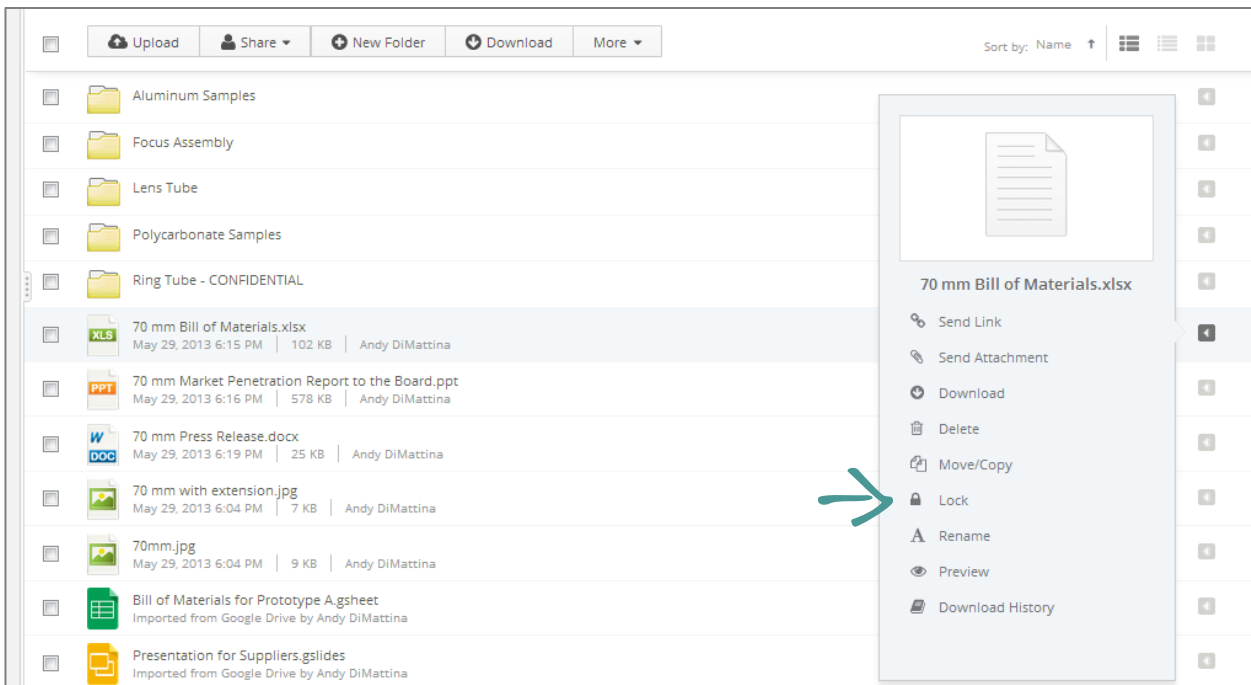 Upload Share New Folder Download More Sort by: Name
Aluminum Samples
Focus Assembly
Lens Tube
Polycarbonate Samples
Ring Tube - CONFIDENTIAL
XLS 70 mm Bill of Materials.xlsx
May 29, 2013 6:15 PM | 102 KB | Andy DiMattina
PPT 70 mm Market Penetration Report to the Board.ppt
May 29, 2013 6:16 PM | 578 KB | Andy DiMattina
W DOC 70 mm Press Release.docx
May 29, 2013 6:19 PM | 25 KB | Andy DiMattina
70 mm with extension.jpg
May 29, 2013 6:04 PM | 7 KB | Andy DiMattina
70mm.jpg
May 29, 2013 6:04 PM | 9 KB | Andy DiMattina
Bill of Materials for Prototype A.gsheet
Imported from Google Drive by Andy DiMattina
Presentation for Suppliers.gslides
Imported from Google Drive by Andy DiMattina
70 mm Bill of Materials.xlsx
Send Link
Send Attachment
Download
Delete
Move/Copy
Lock
A Rename
Preview
Download History